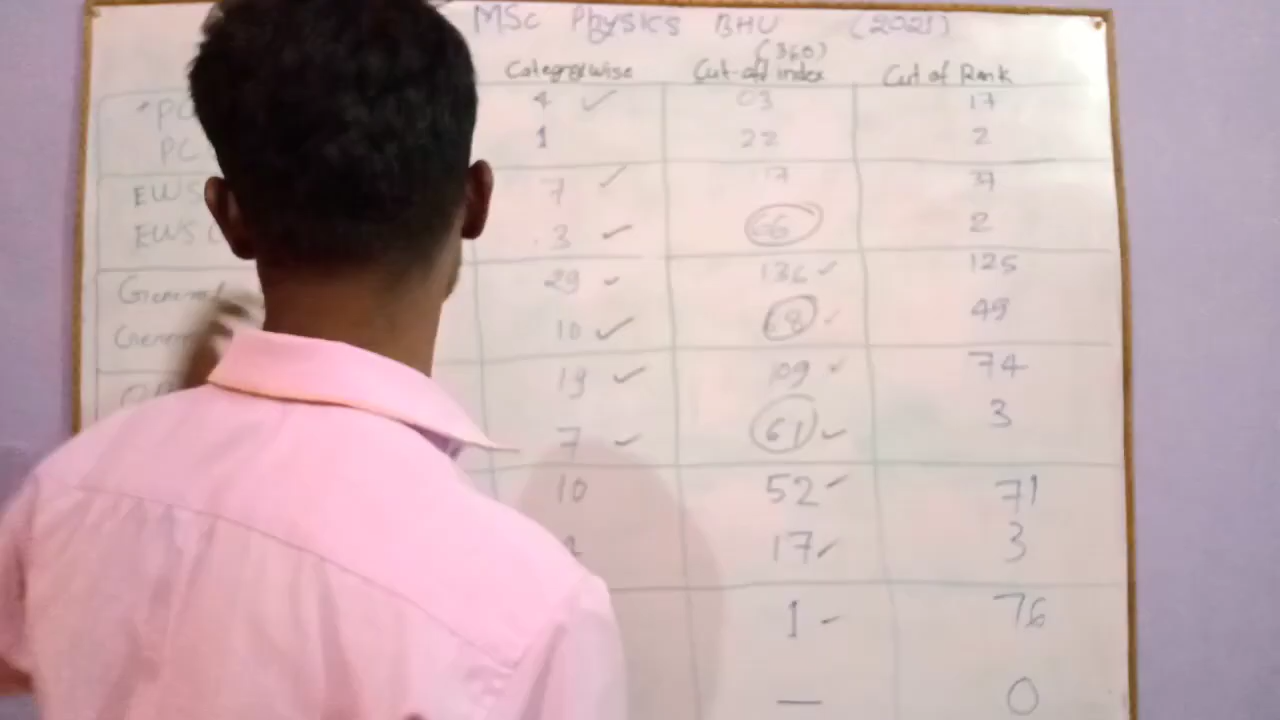 MSc Physics BHU (2021)
(360)
Categorywise Cut-off index Cut of Rank
4 ✓ 03 17
PC 1 22 2
EWS 7 ✓ 17 37
EWS 3 ✓ 66 2
General 29 ✓ ✓ 125
10 ✓ 68 ✓ 49
19 ✓ 109 ✓ 74
7 ✓ 61 ✓ 3
10 52 ✓ 71
17 ✓ 3
1 ✓ 76
— 0